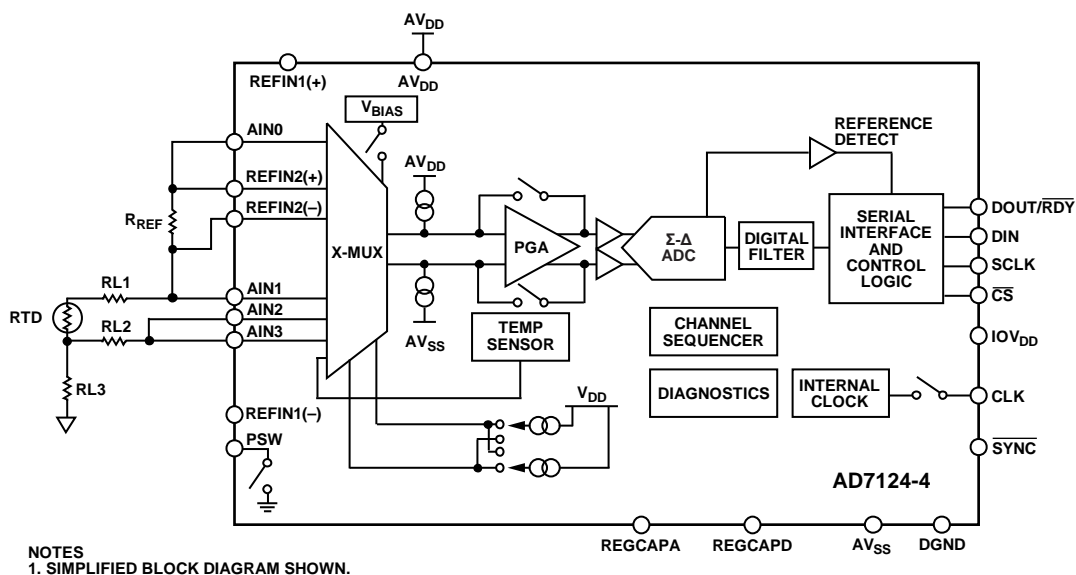 AVDD
REFIN1(+)
AVDD
VBIAS
AIN0
REFERENCE
DETECT
AVDD
REFIN2(+)
RREF
REFIN2(–)
X-MUX
PGA
Σ-Δ
ADC
DIGITAL
FILTER
SERIAL
INTERFACE
AND
CONTROL
LOGIC
DOUT/RDY
DIN
SCLK
CS
RL1
AIN1
RTD
RL2
AIN2
AIN3
AVSS
TEMP
SENSOR
CHANNEL
SEQUENCER
IOVDD
RL3
VDD
DIAGNOSTICS
INTERNAL
CLOCK
CLK
REFIN1(–)
PSW
SYNC
AD7124-4
REGCAPA
REGCAPD
AVSS
DGND
NOTES
1. SIMPLIFIED BLOCK DIAGRAM SHOWN.